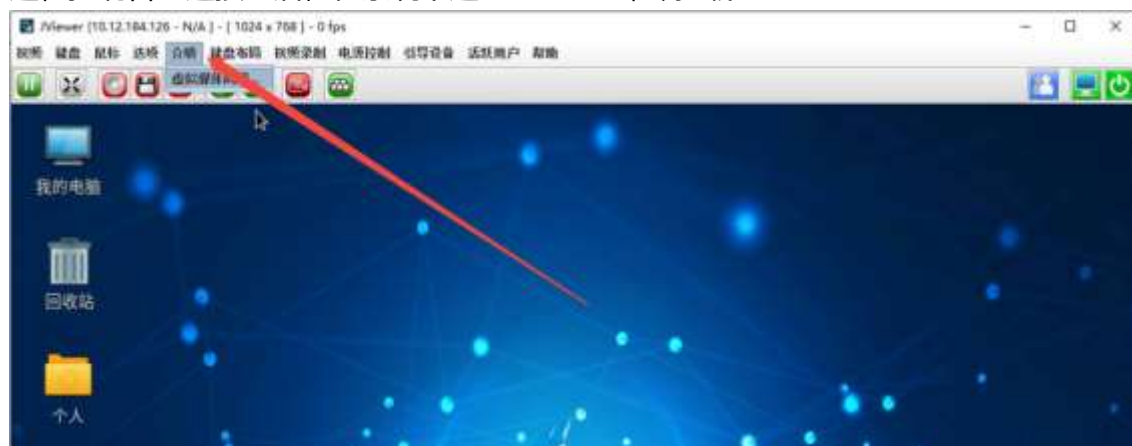 JViewer [10.12.184.126 - N/A ] - [ 1024 x 768 ] - 0 fps
视频 键盘 鼠标 选项 介质 键盘布局 视频录制 电源控制 引导设备 活跃用户 帮助
虚拟媒体
我的电脑
回收站
个人